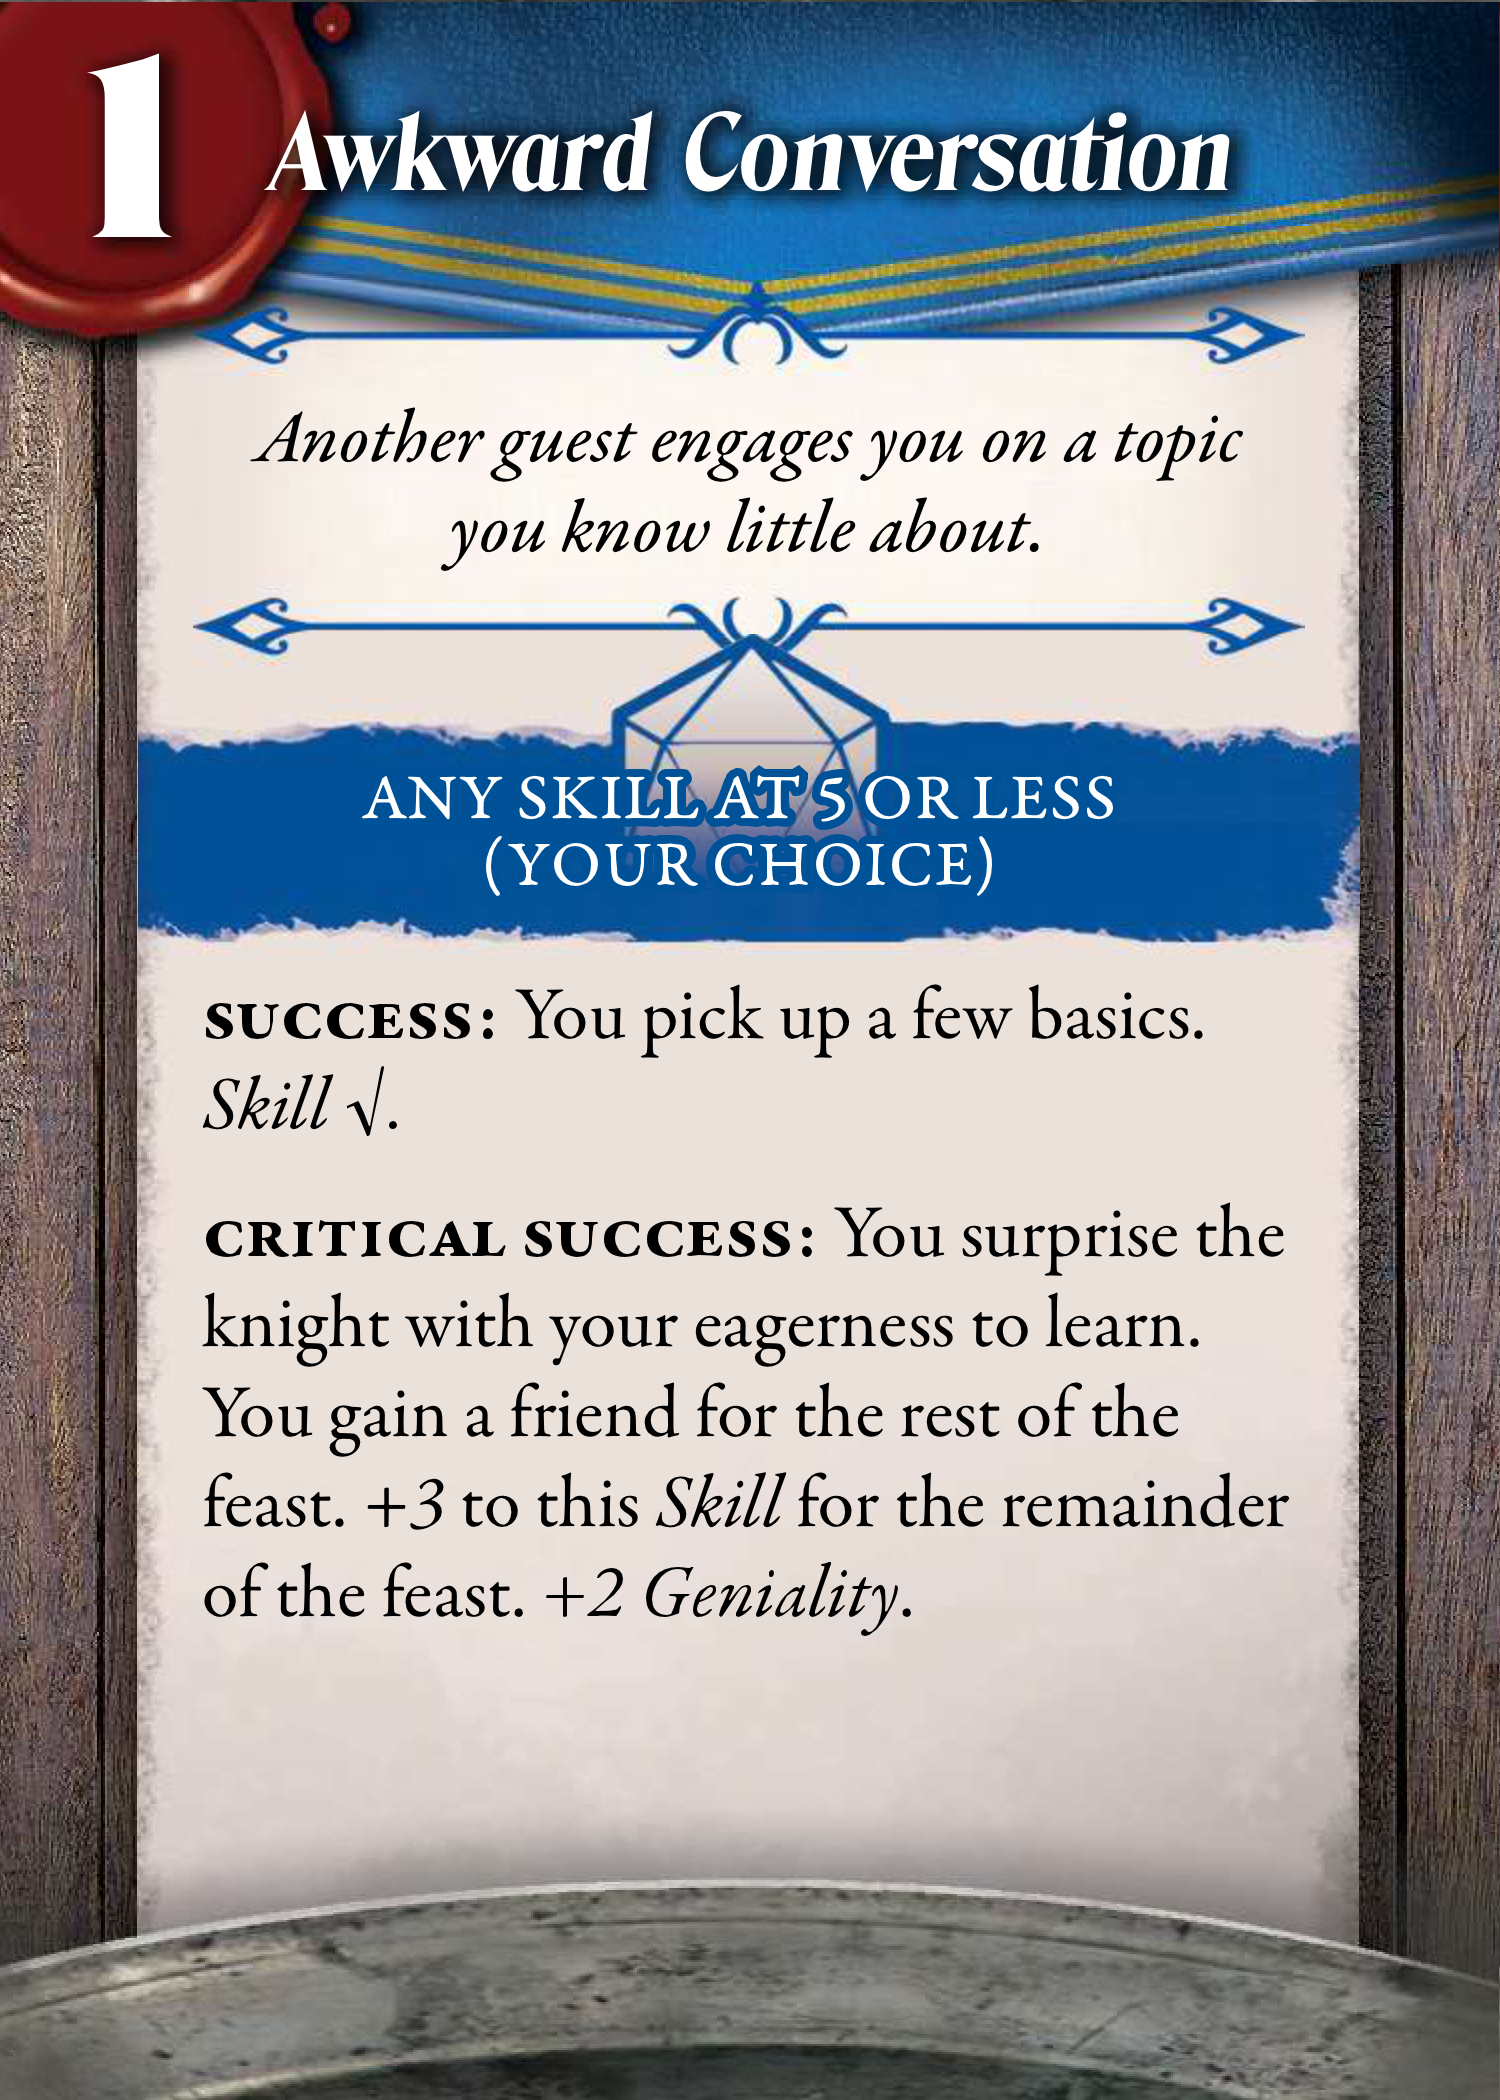 1
Awkward Conversation
Another guest engages you on a topic
you know little about.
ANY SKILL AT 5 OR LESS
(YOUR CHOICE)
SUCCESS: You pick up a few basics.
Skill √.
CRITICAL SUCCESS: You surprise the
knight with your eagerness to learn.
You gain a friend for the rest of the
feast. +3 to this Skill for the remainder
of the feast. +2 Geniality.